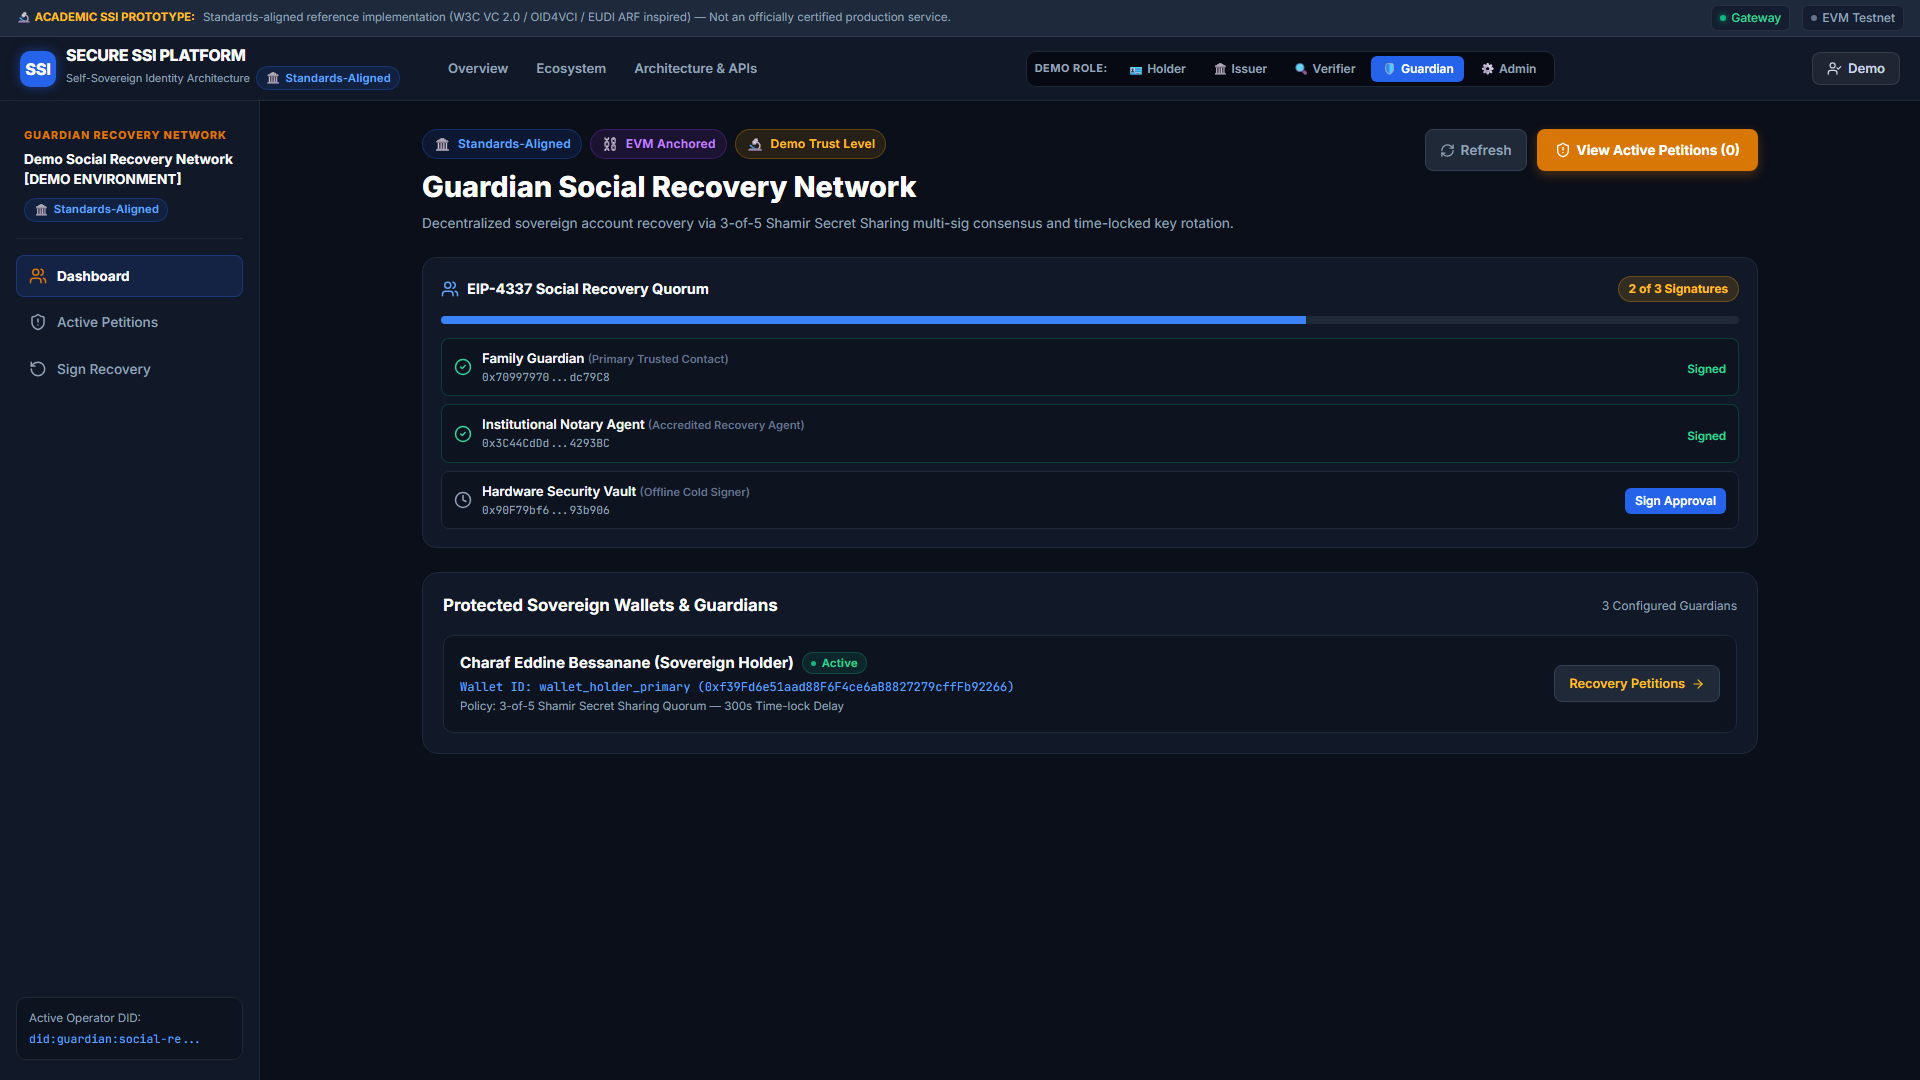 ACADEMIC SSI PROTOTYPE: Standards-aligned reference implementation (W3C VC 2.0 / OID4VCI / EUDI ARF inspired) — Not an officially certified production service.
Gateway
EVM Testnet
SSI
SECURE SSI PLATFORM
Self-Sovereign Identity Architecture
Standards-Aligned
Overview
Ecosystem
Architecture & APIs
DEMO ROLE:
Holder
Issuer
Verifier
Guardian
Admin
Demo
GUARDIAN RECOVERY NETWORK
Demo Social Recovery Network
[DEMO ENVIRONMENT]
Standards-Aligned
Dashboard
Active Petitions
Sign Recovery
Active Operator DID:
did:guardian:social-re...
Standards-Aligned
EVM Anchored
Demo Trust Level
Guardian Social Recovery Network
Decentralized sovereign account recovery via 3-of-5 Shamir Secret Sharing multi-sig consensus and time-locked key rotation.
Refresh
View Active Petitions (0)
EIP-4337 Social Recovery Quorum
2 of 3 Signatures
Family Guardian (Primary Trusted Contact)
0x70997970...dc79C8
Signed
Institutional Notary Agent (Accredited Recovery Agent)
0x3C44CdDd...4293BC
Signed
Hardware Security Vault (Offline Cold Signer)
0x90F79bf6...93b906
Sign Approval
Protected Sovereign Wallets & Guardians
3 Configured Guardians
Charaf Eddine Bessanane (Sovereign Holder)
Active
Wallet ID: wallet_holder_primary (0xf39Fd6e51aad88F6F4ce6aB8827279cffFb92266)
Policy: 3-of-5 Shamir Secret Sharing Quorum — 300s Time-lock Delay
Recovery Petitions →